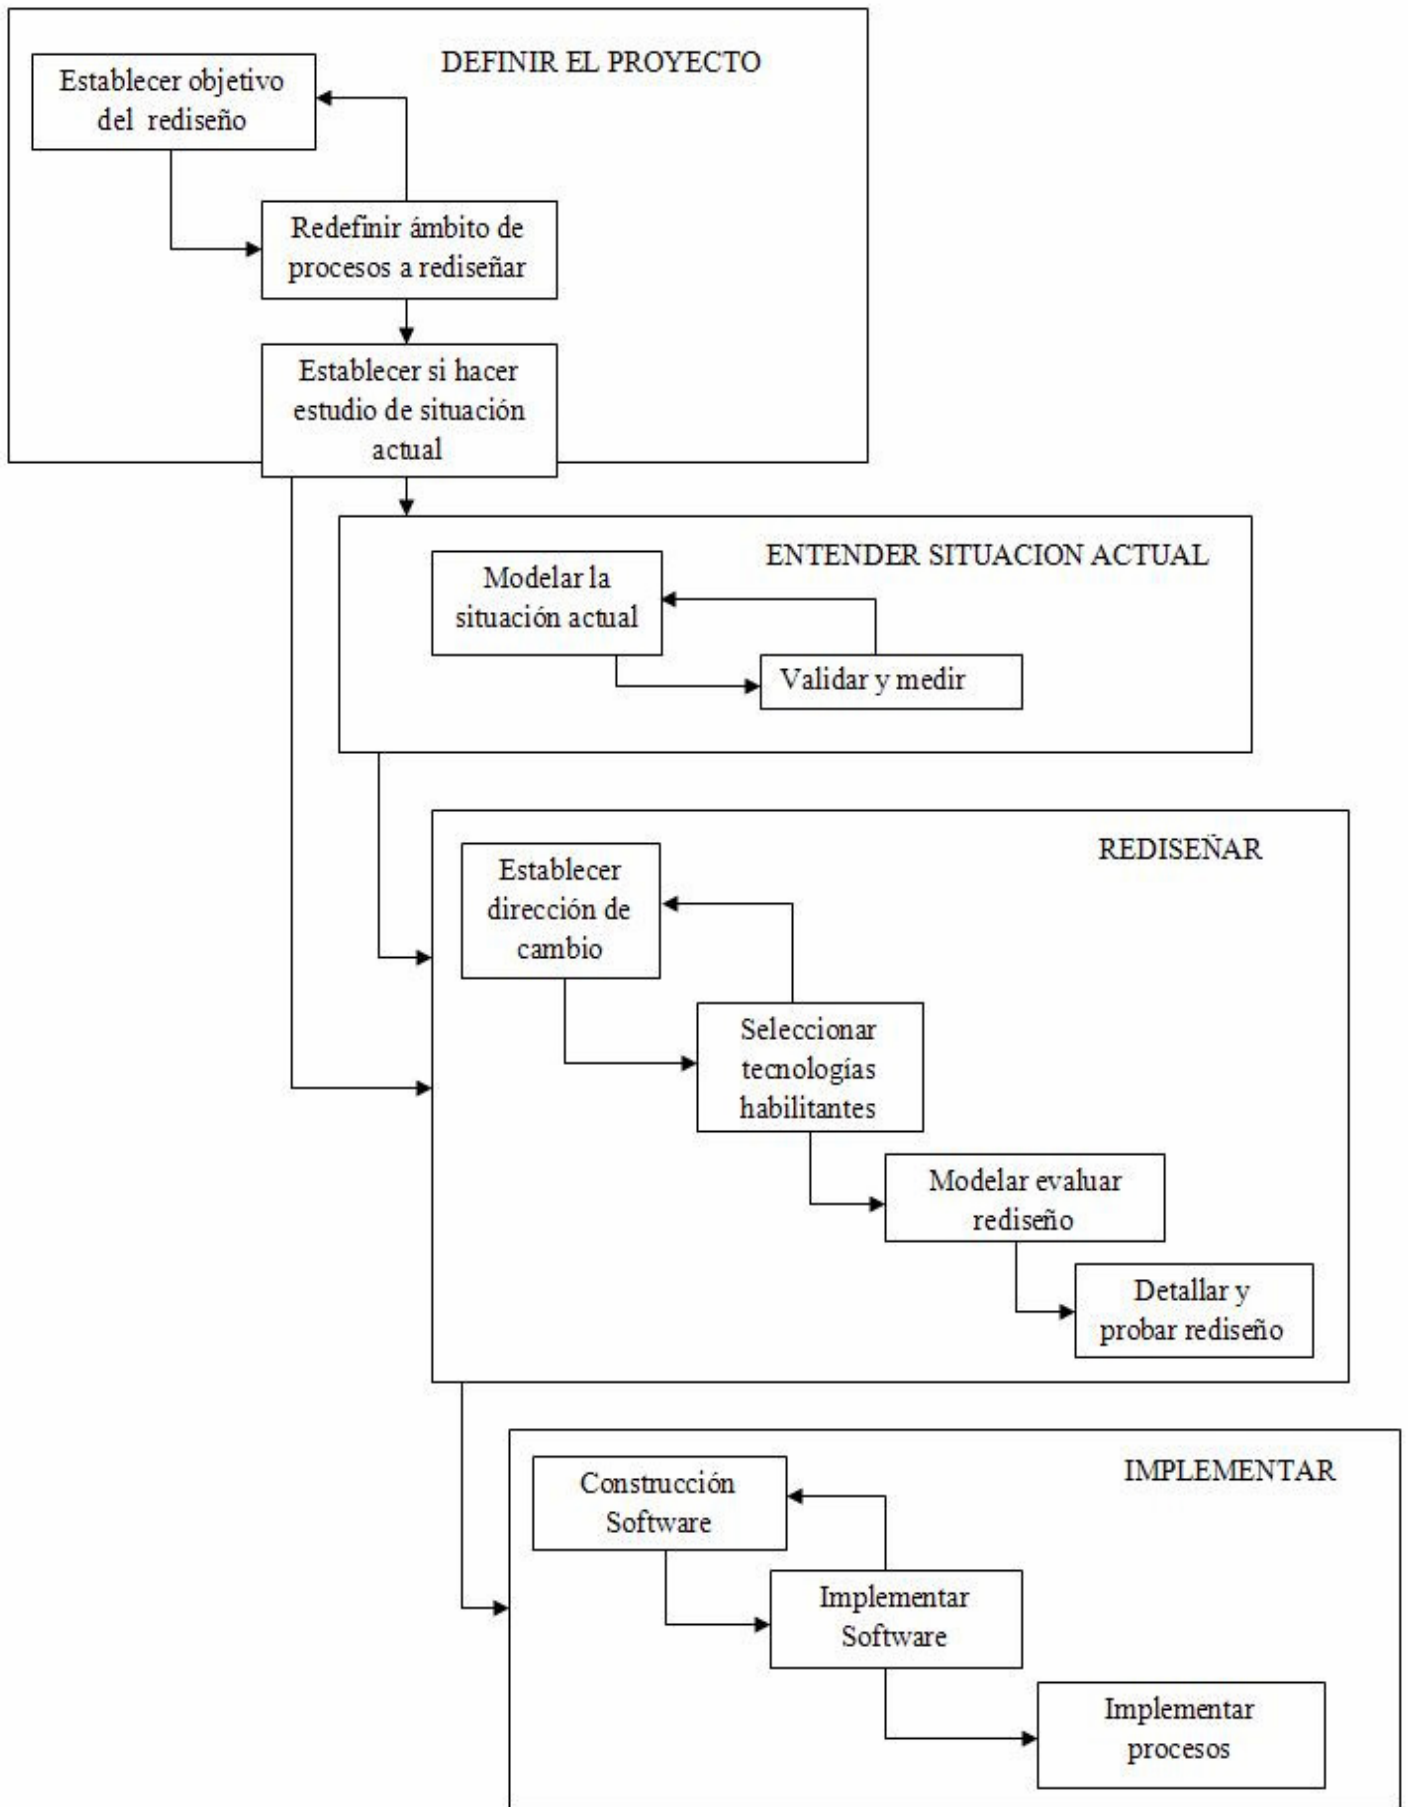 DEFINIR EL PROYECTO
Establecer objetivo
del rediseño
Redefinir ámbito de
procesos a rediseñar
Establecer si hacer
estudio de situación
actual
ENTENDER SITUACION ACTUAL
Modelar la
situación actual
Validar y medir
REDISEÑAR
Establecer
dirección de
cambio
Seleccionar
tecnologías
habilitantes
Modelar evaluar
rediseño
Detallar y
probar rediseño
IMPLEMENTAR
Construcción
Software
Implementar
Software
Implementar
procesos